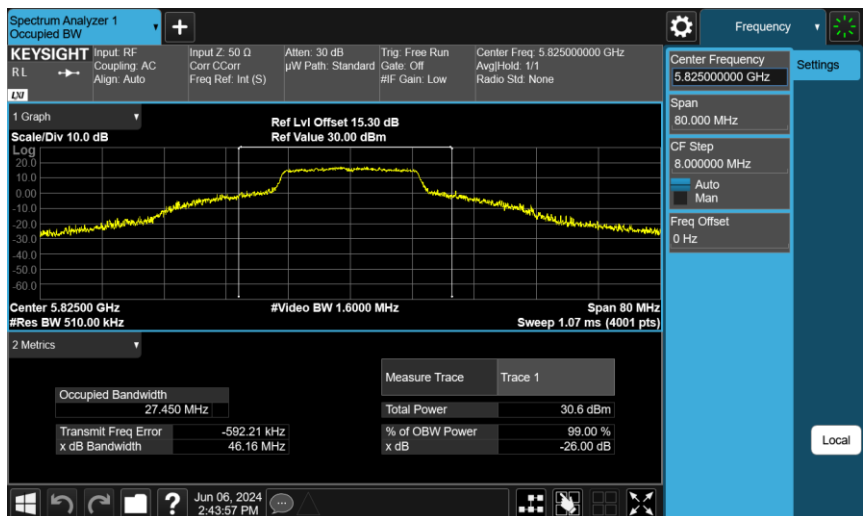 Spectrum Analyzer 1
Occupied BW
Frequency
KEYSIGHT
R L
LXI
Input: RF
Coupling: AC
Align: Auto
Input Z: 50 Ω
Corr CCorr
Freq Ref: Int (S)
Atten: 30 dB
µW Path: Standard
Trig: Free Run
Gate: Off
#IF Gain: Low
Center Freq: 5.825000000 GHz
Avg|Hold: 1/1
Radio Std: None
Center Frequency
5.825000000 GHz
Settings
Span
80.000 MHz
CF Step
8.000000 MHz
Auto
Man
Freq Offset
0 Hz
Local
1 Graph
Scale/Div 10.0 dB
Ref Lvl Offset 15.30 dB
Ref Value 30.00 dBm
Log
20.0
10.0
0.00
-10.0
-20.0
-30.0
-40.0
-50.0
-60.0
Center 5.82500 GHz
#Res BW 510.00 kHz
#Video BW 1.6000 MHz
Span 80 MHz
Sweep 1.07 ms (4001 pts)
2 Metrics
Occupied Bandwidth
27.450 MHz
Transmit Freq Error -592.21 kHz
x dB Bandwidth 46.16 MHz
Measure Trace Trace 1
Total Power 30.6 dBm
% of OBW Power 99.00 %
x dB -26.00 dB
?
Jun 06, 2024
2:43:57 PM